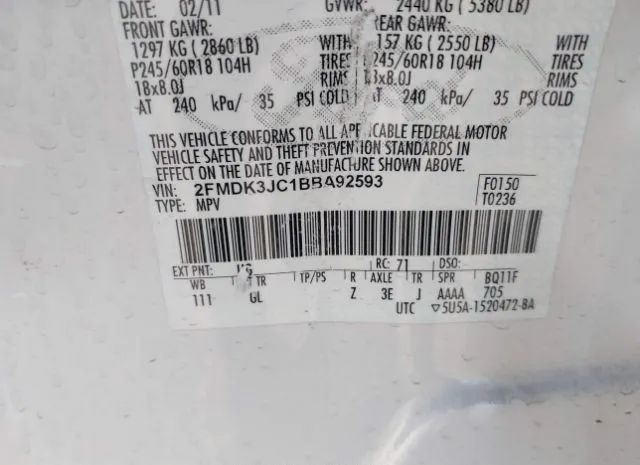 DATE: 02/11 GVWR: 2440 KG ( 5380 LB)
FRONT GAWR: REAR GAWR:
1297 KG ( 2860 LB) WITH 1157 KG ( 2550 LB) WITH
P245/60R18 104H TIRES P245/60R18 104H TIRES
18x8.0J RIMS 18x8.0J RIMS
AT 240 kPa/ 35 PSI COLD AT 240 kPa/ 35 PSI COLD
THIS VEHICLE CONFORMS TO ALL APPLICABLE FEDERAL MOTOR
VEHICLE SAFETY AND THEFT PREVENTION STANDARDS IN
EFFECT ON THE DATE OF MANUFACTURE SHOWN ABOVE.
VIN: 2FMDK3JC1BBA92593 F0150
TYPE: MPV T0236
EXT PNT: RC: 71 DSO:
WB TR TP/PS R AXLE TR SPR BQ11F
111 GL Z 3E J AAAA 705
UTC ▽5U5A-1520472-BA